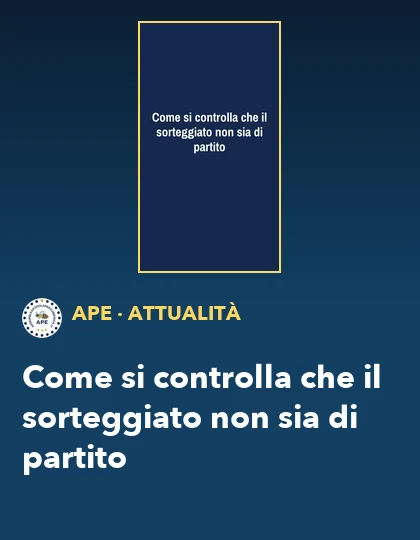 Come si controlla che il
sorteggiato non sia di
partito
APE
APE · ATTUALITÀ
Come si controlla che il
sorteggiato non sia di
partito